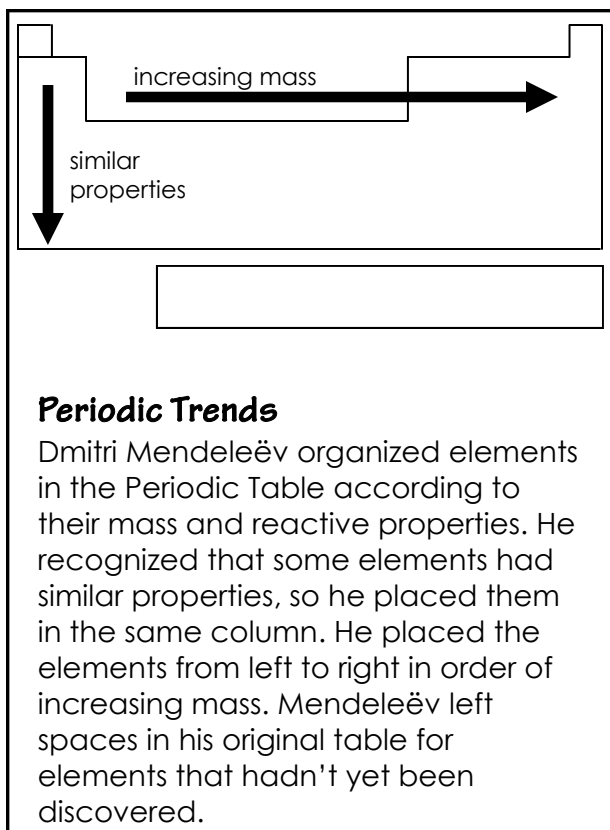 increasing mass
similar
properties
Periodic Trends
Dmitri Mendeleëv organized elements
in the Periodic Table according to
their mass and reactive properties. He
recognized that some elements had
similar properties, so he placed them
in the same column. He placed the
elements from left to right in order of
increasing mass. Mendeleëv left
spaces in his original table for
elements that hadn't yet been
discovered.